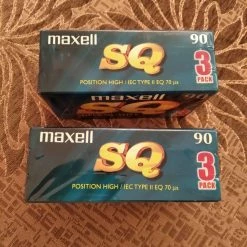 maxell SQ 90
POSITION HIGH / IEC TYPE II EQ 70 µs
3 PACK
maxell SQ 90
POSITION HIGH / IEC TYPE II EQ 70 µs
3 PACK